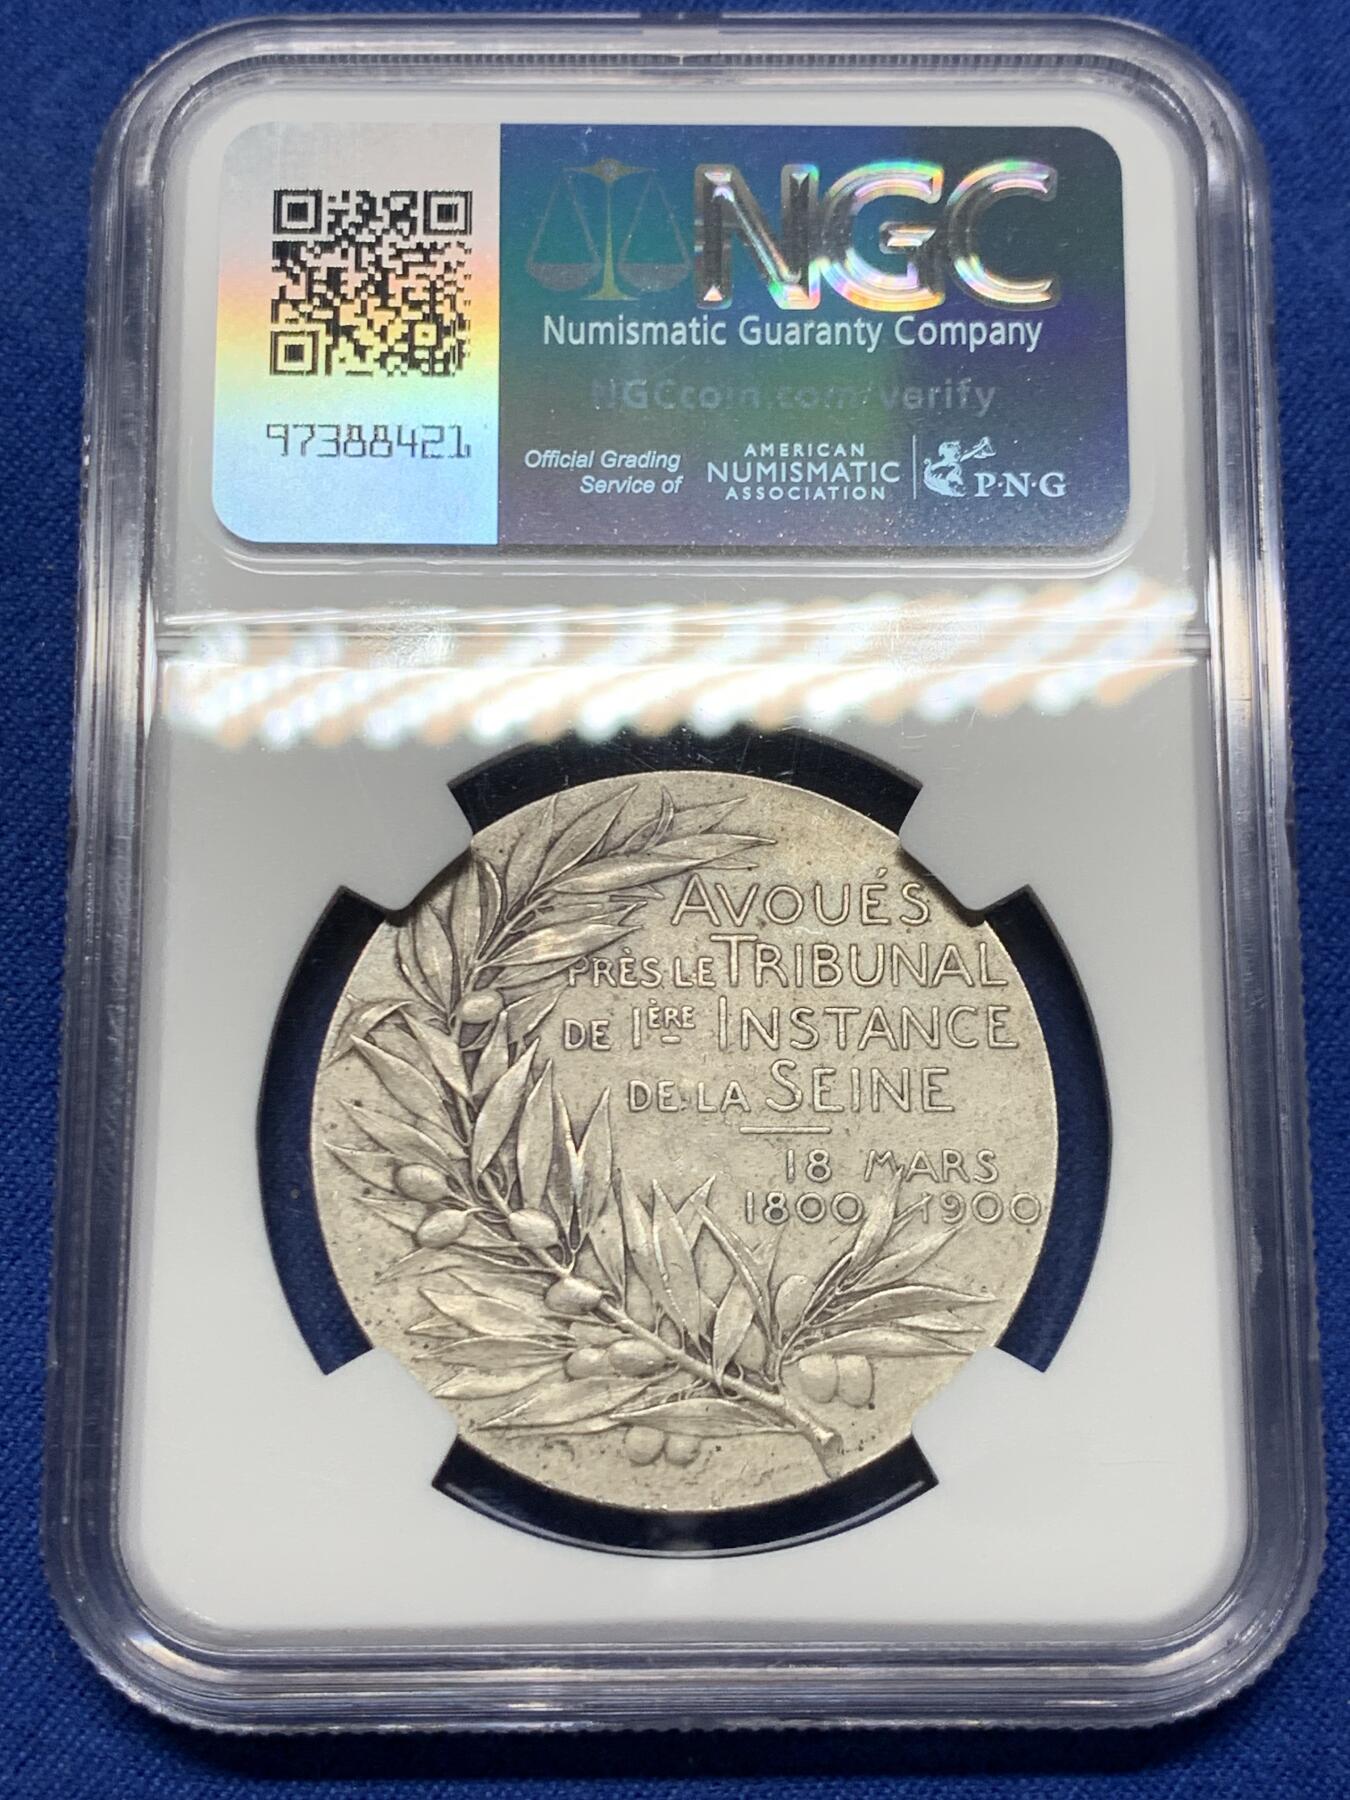 NGC
Numismatic Guaranty Company
NGCcoin.com/verify
97388421
Official Grading
Service of
AMERICAN
NUMISMATIC
ASSOCIATION
P·N·G
AVOUÉS
PRÈS LE TRIBUNAL
DE 1ÈRE INSTANCE
DE LA SEINE
18 MARS
1800 1900